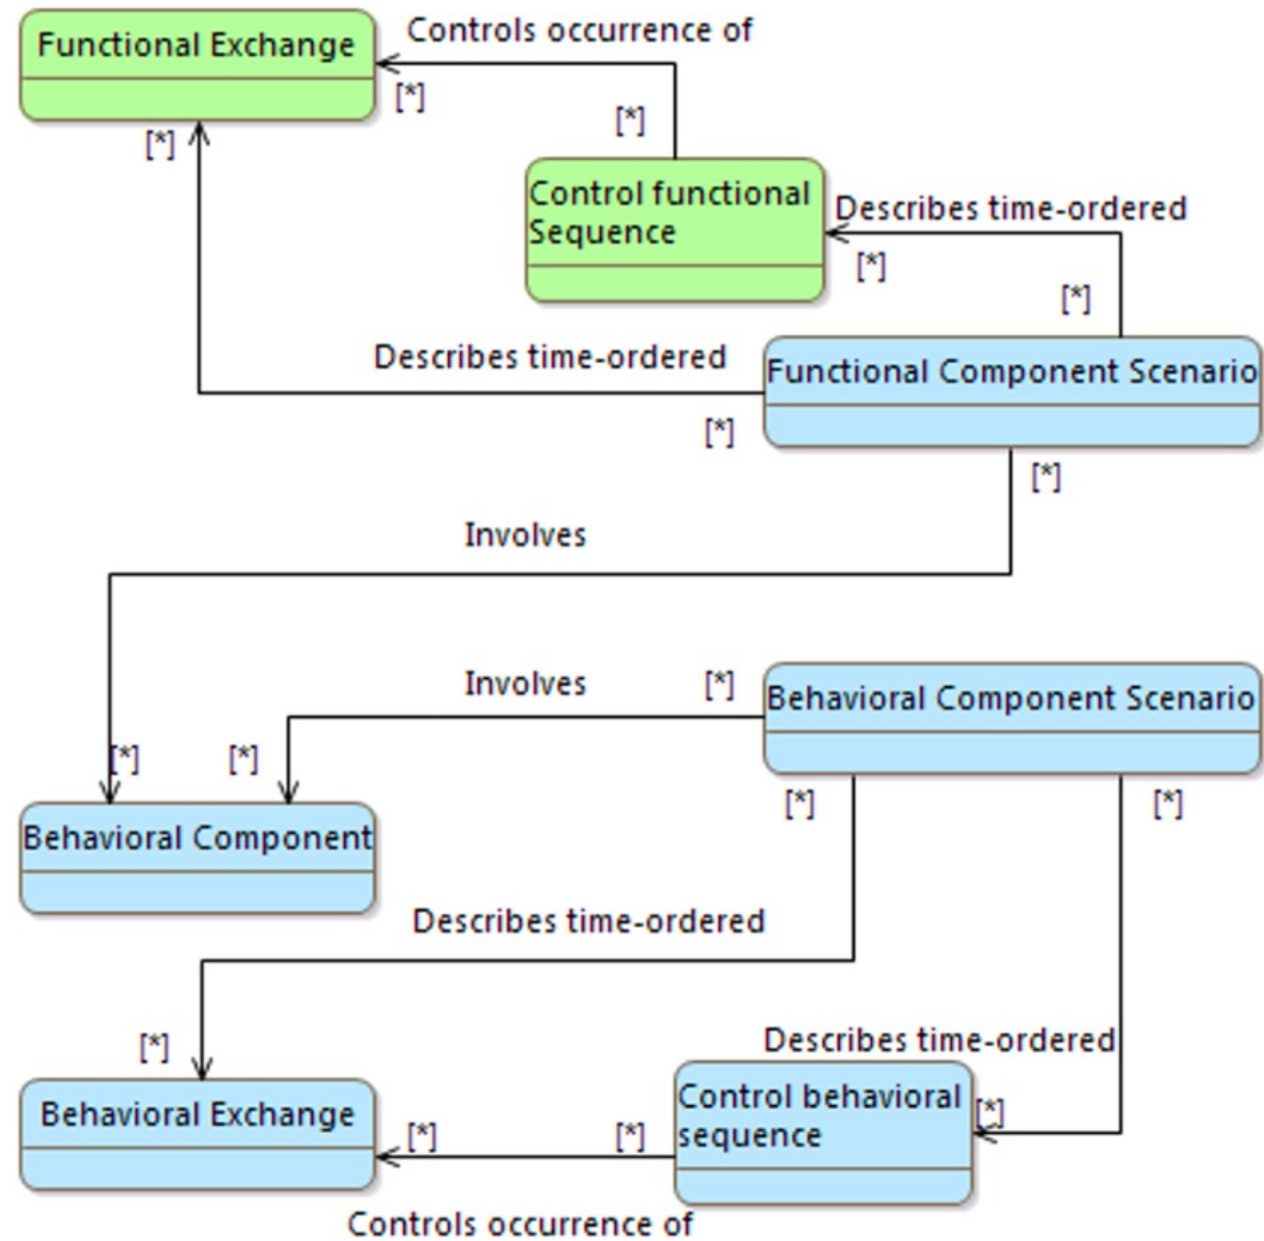 Controls occurrence of
Functional Exchange
[*]
[*]
[*]
Control functional
Sequence
Describes time-ordered
[*]
[*]
Describes time-ordered
Functional Component Scenario
[*]
[*]
Involves
Involves
[*]
Behavioral Component Scenario
[*]
[*]
[*]
[*]
Behavioral Component
Describes time-ordered
[*]
Describes time-ordered
Behavioral Exchange
[*]
[*]
Control behavioral
sequence
[*]
Controls occurrence of